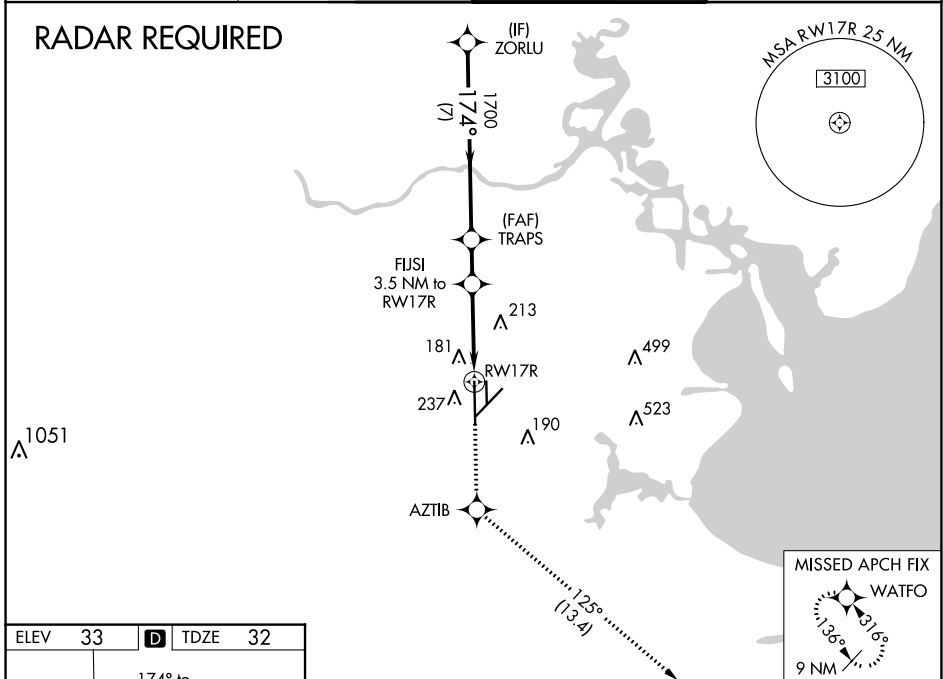 RADAR REQUIRED
(IF)
ZORLU
MSA RW17R 25 NM
3100
1700
174°
(7)
(FAF)
TRAPS
FIJSI
3.5 NM to
RW17R
213
181
499
RW17R
237
523
190
1051
AZTIB
125°
(13.4)
MISSED APCH FIX
WATFO
136°
316°
9 NM
ELEV 33 D TDZE 32
174° to